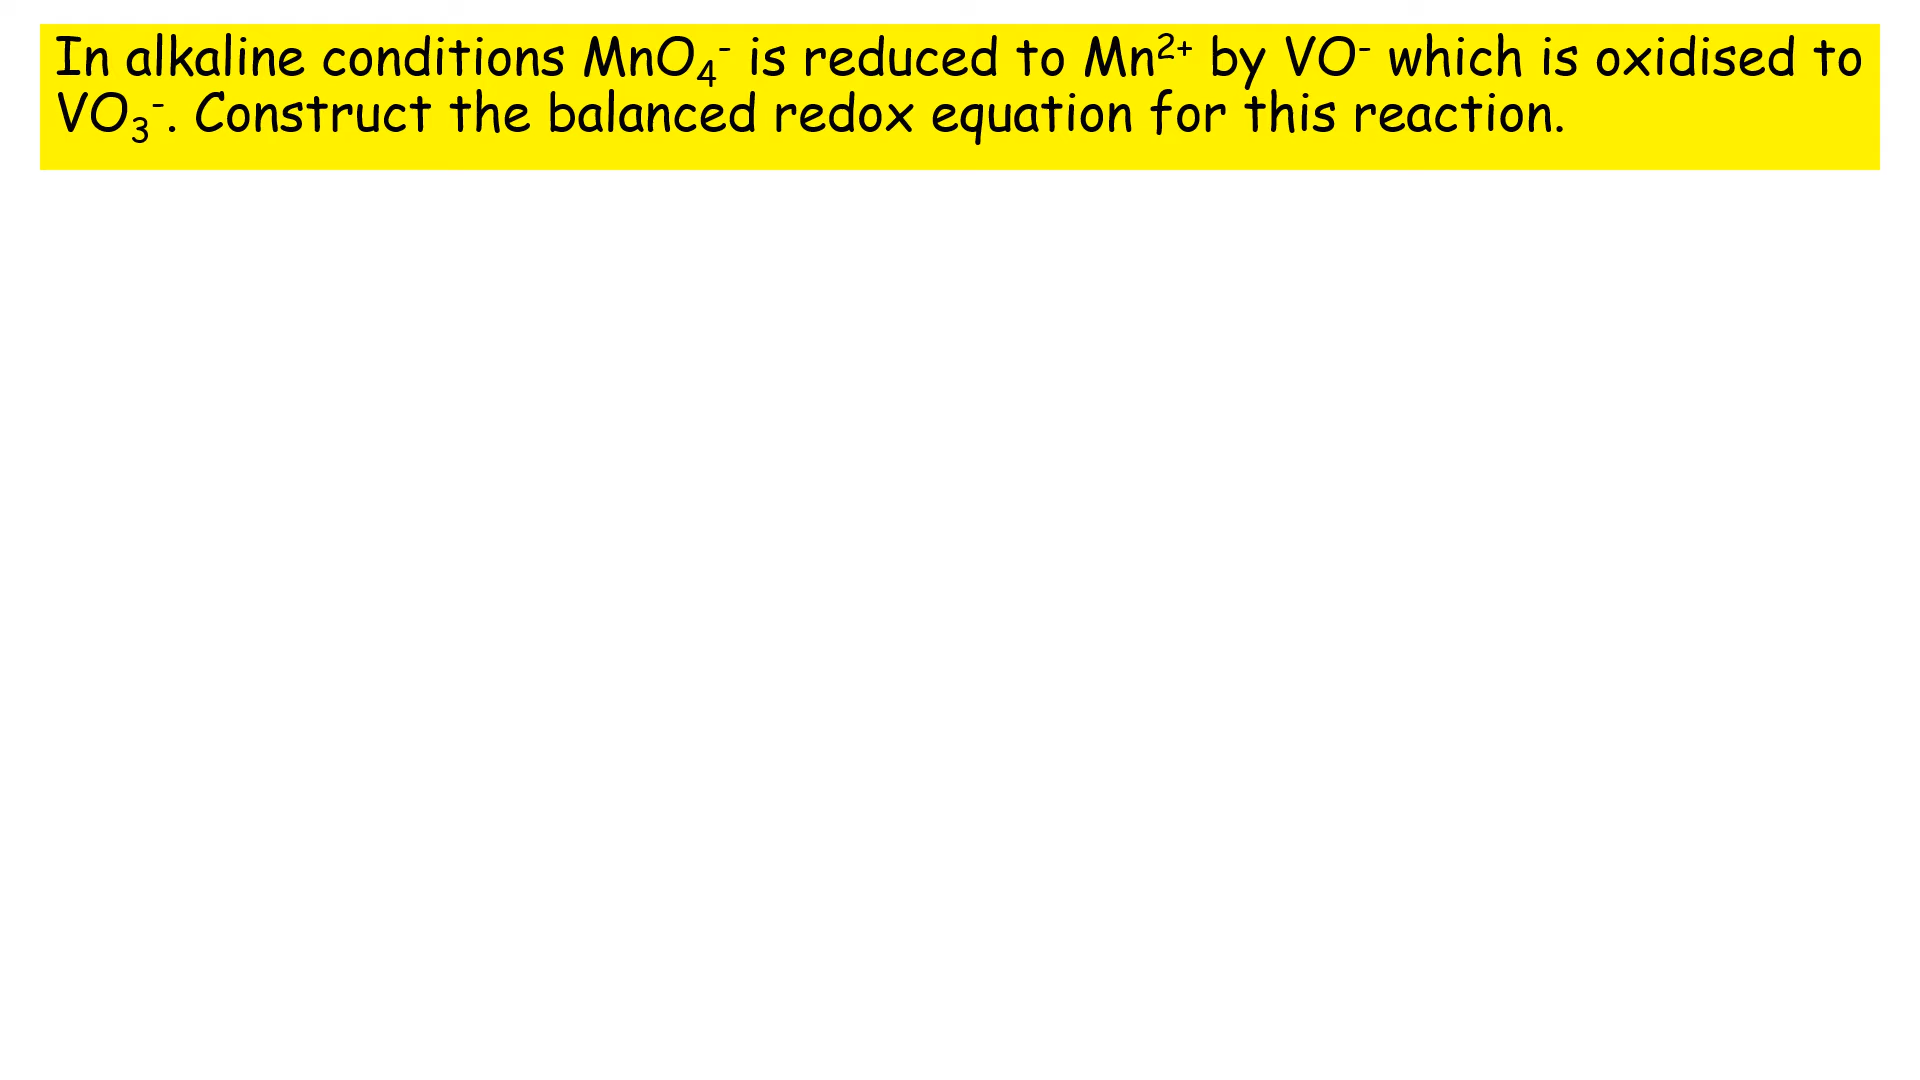 In alkaline conditions MnO₄⁻ is reduced to Mn²⁺ by VO⁻ which is oxidised to
VO₃⁻. Construct the balanced redox equation for this reaction.